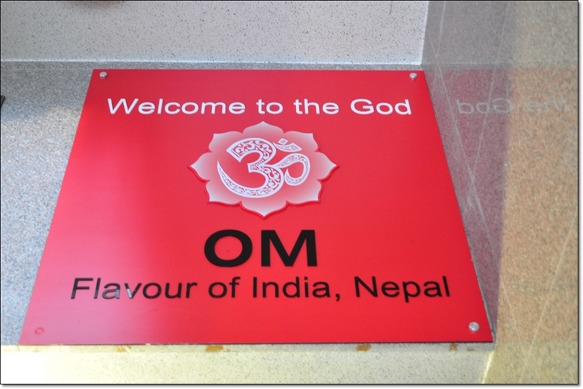 Welcome to the God
ॐ
OM
Flavour of India, Nepal